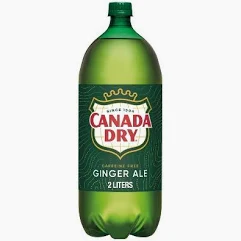 SINCE 1904
CANADA
DRY
CAFFEINE FREE
GINGER ALE
2 LITERS